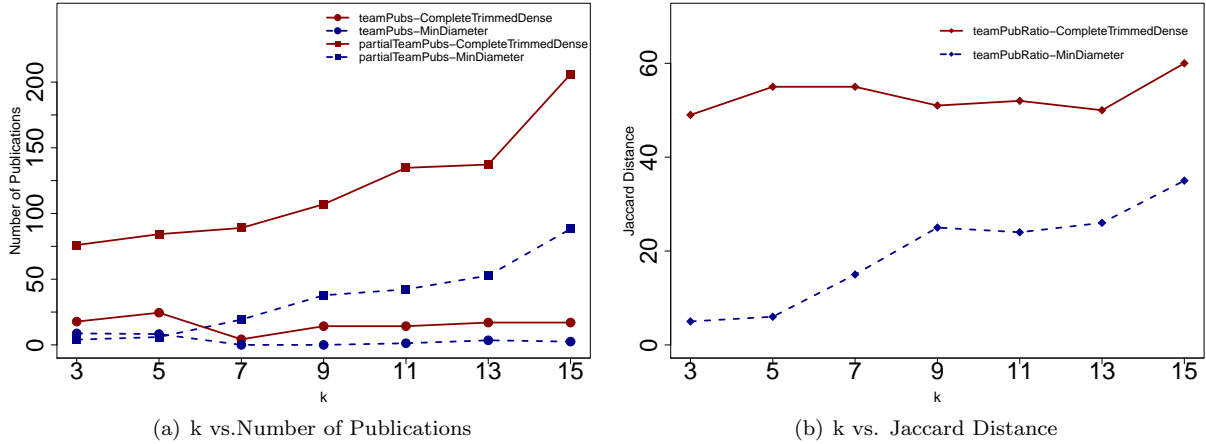 teamPubs−CompleteTrimmedDense
teamPubs−MinDiameter
partialTeamPubs−CompleteTrimmedDense
partialTeamPubs−MinDiameter
Number of Publications
200
150
100
50
0
3 5 7 9 11 13 15
k
(a) k vs.Number of Publications
teamPubRatio−CompleteTrimmedDense
teamPubRatio−MinDiameter
Jaccard Distance
60
40
20
0
3 5 7 9 11 13 15
k
(b) k vs. Jaccard Distance